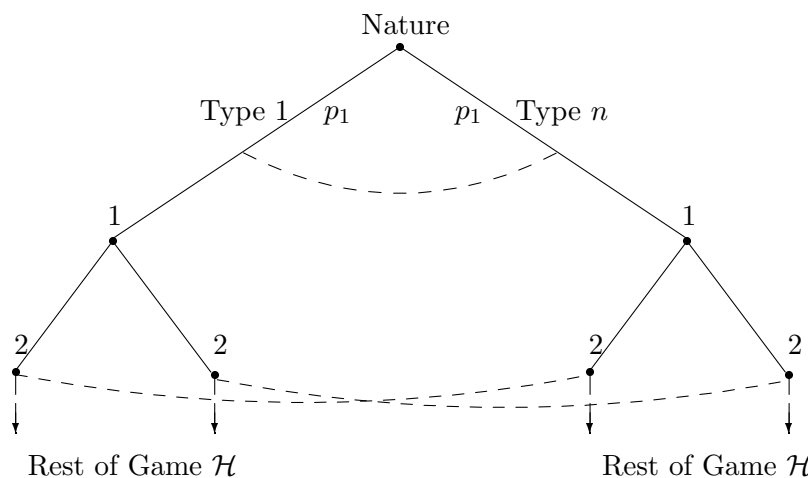 Nature
Type 1 p₁ p₁ Type n
1 1
2 2 2 2
Rest of Game ℋ Rest of Game ℋ